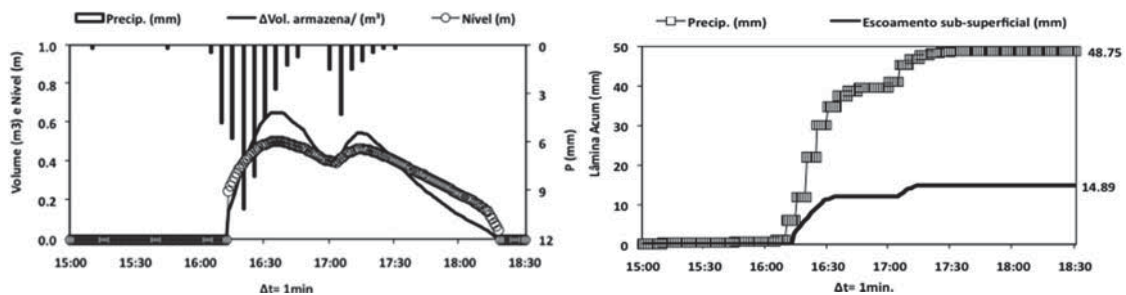 Precip. (mm) ΔVol. armazena/ (m³) Nível (m)
Volume (m3) e Nível (m)
1.0
0.8
0.6
0.4
0.2
0.0
0
3
6
9
12
P (mm)
15:00 15:30 16:00 16:30 17:00 17:30 18:00 18:30
Δt= 1min
Precip. (mm) Escoamento sub-superficial (mm)
Lâmina Acum (mm)
50
40
30
20
10
0
48.75
14.89
15:00 15:30 16:00 16:30 17:00 17:30 18:00 18:30
Δt= 1min.